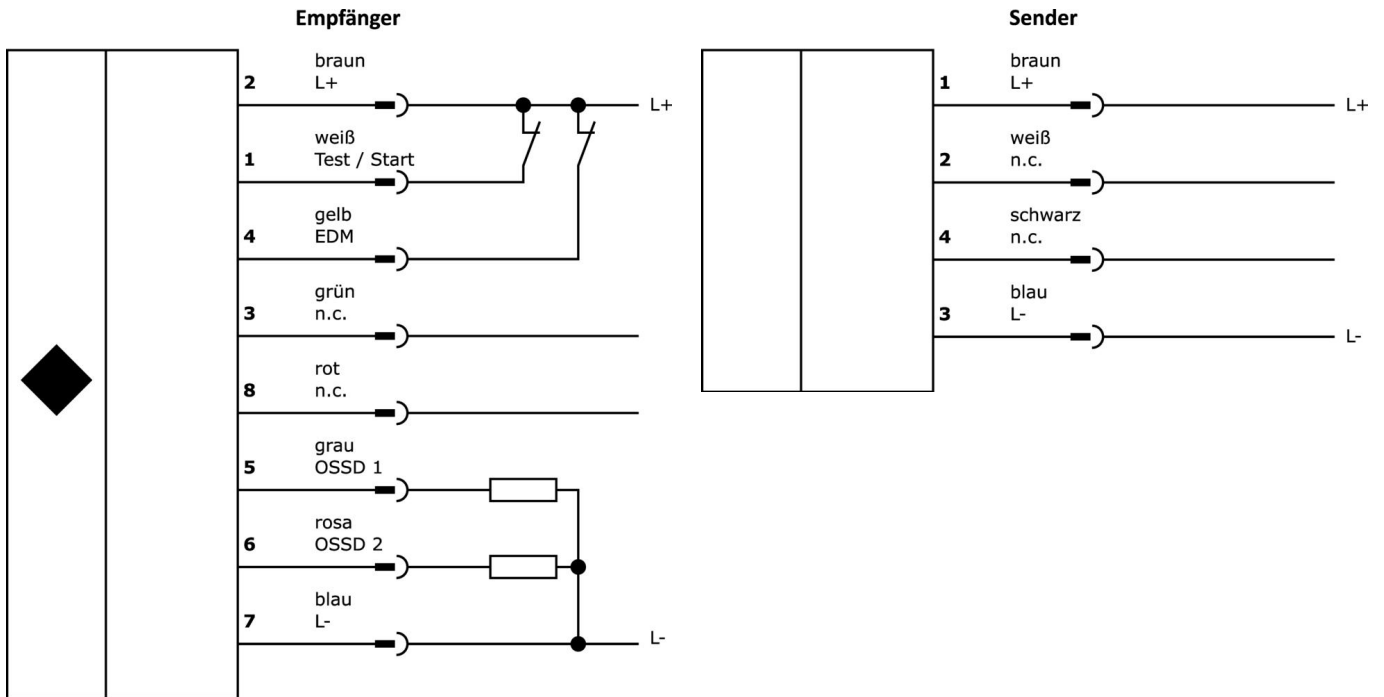 Empfänger
2
braun
L+
L+
1
weiß
Test / Start
4
gelb
EDM
3
grün
n.c.
8
rot
n.c.
5
grau
OSSD 1
6
rosa
OSSD 2
7
blau
L-
L-
Sender
1
braun
L+
L+
2
weiß
n.c.
4
schwarz
n.c.
3
blau
L-
L-